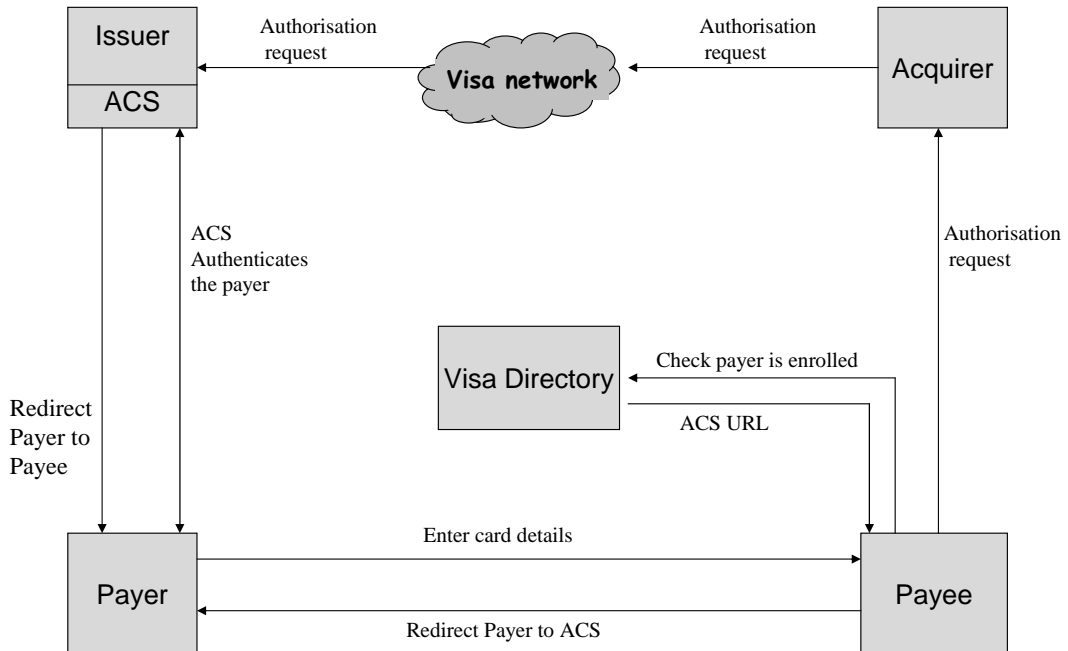 Issuer
ACS
Authorisation
request
Visa network
Authorisation
request
Acquirer
ACS
Authenticates
the payer
Authorisation
request
Visa Directory
Check payer is enrolled
ACS URL
Redirect
Payer to
Payee
Enter card details
Payer
Payee
Redirect Payer to ACS